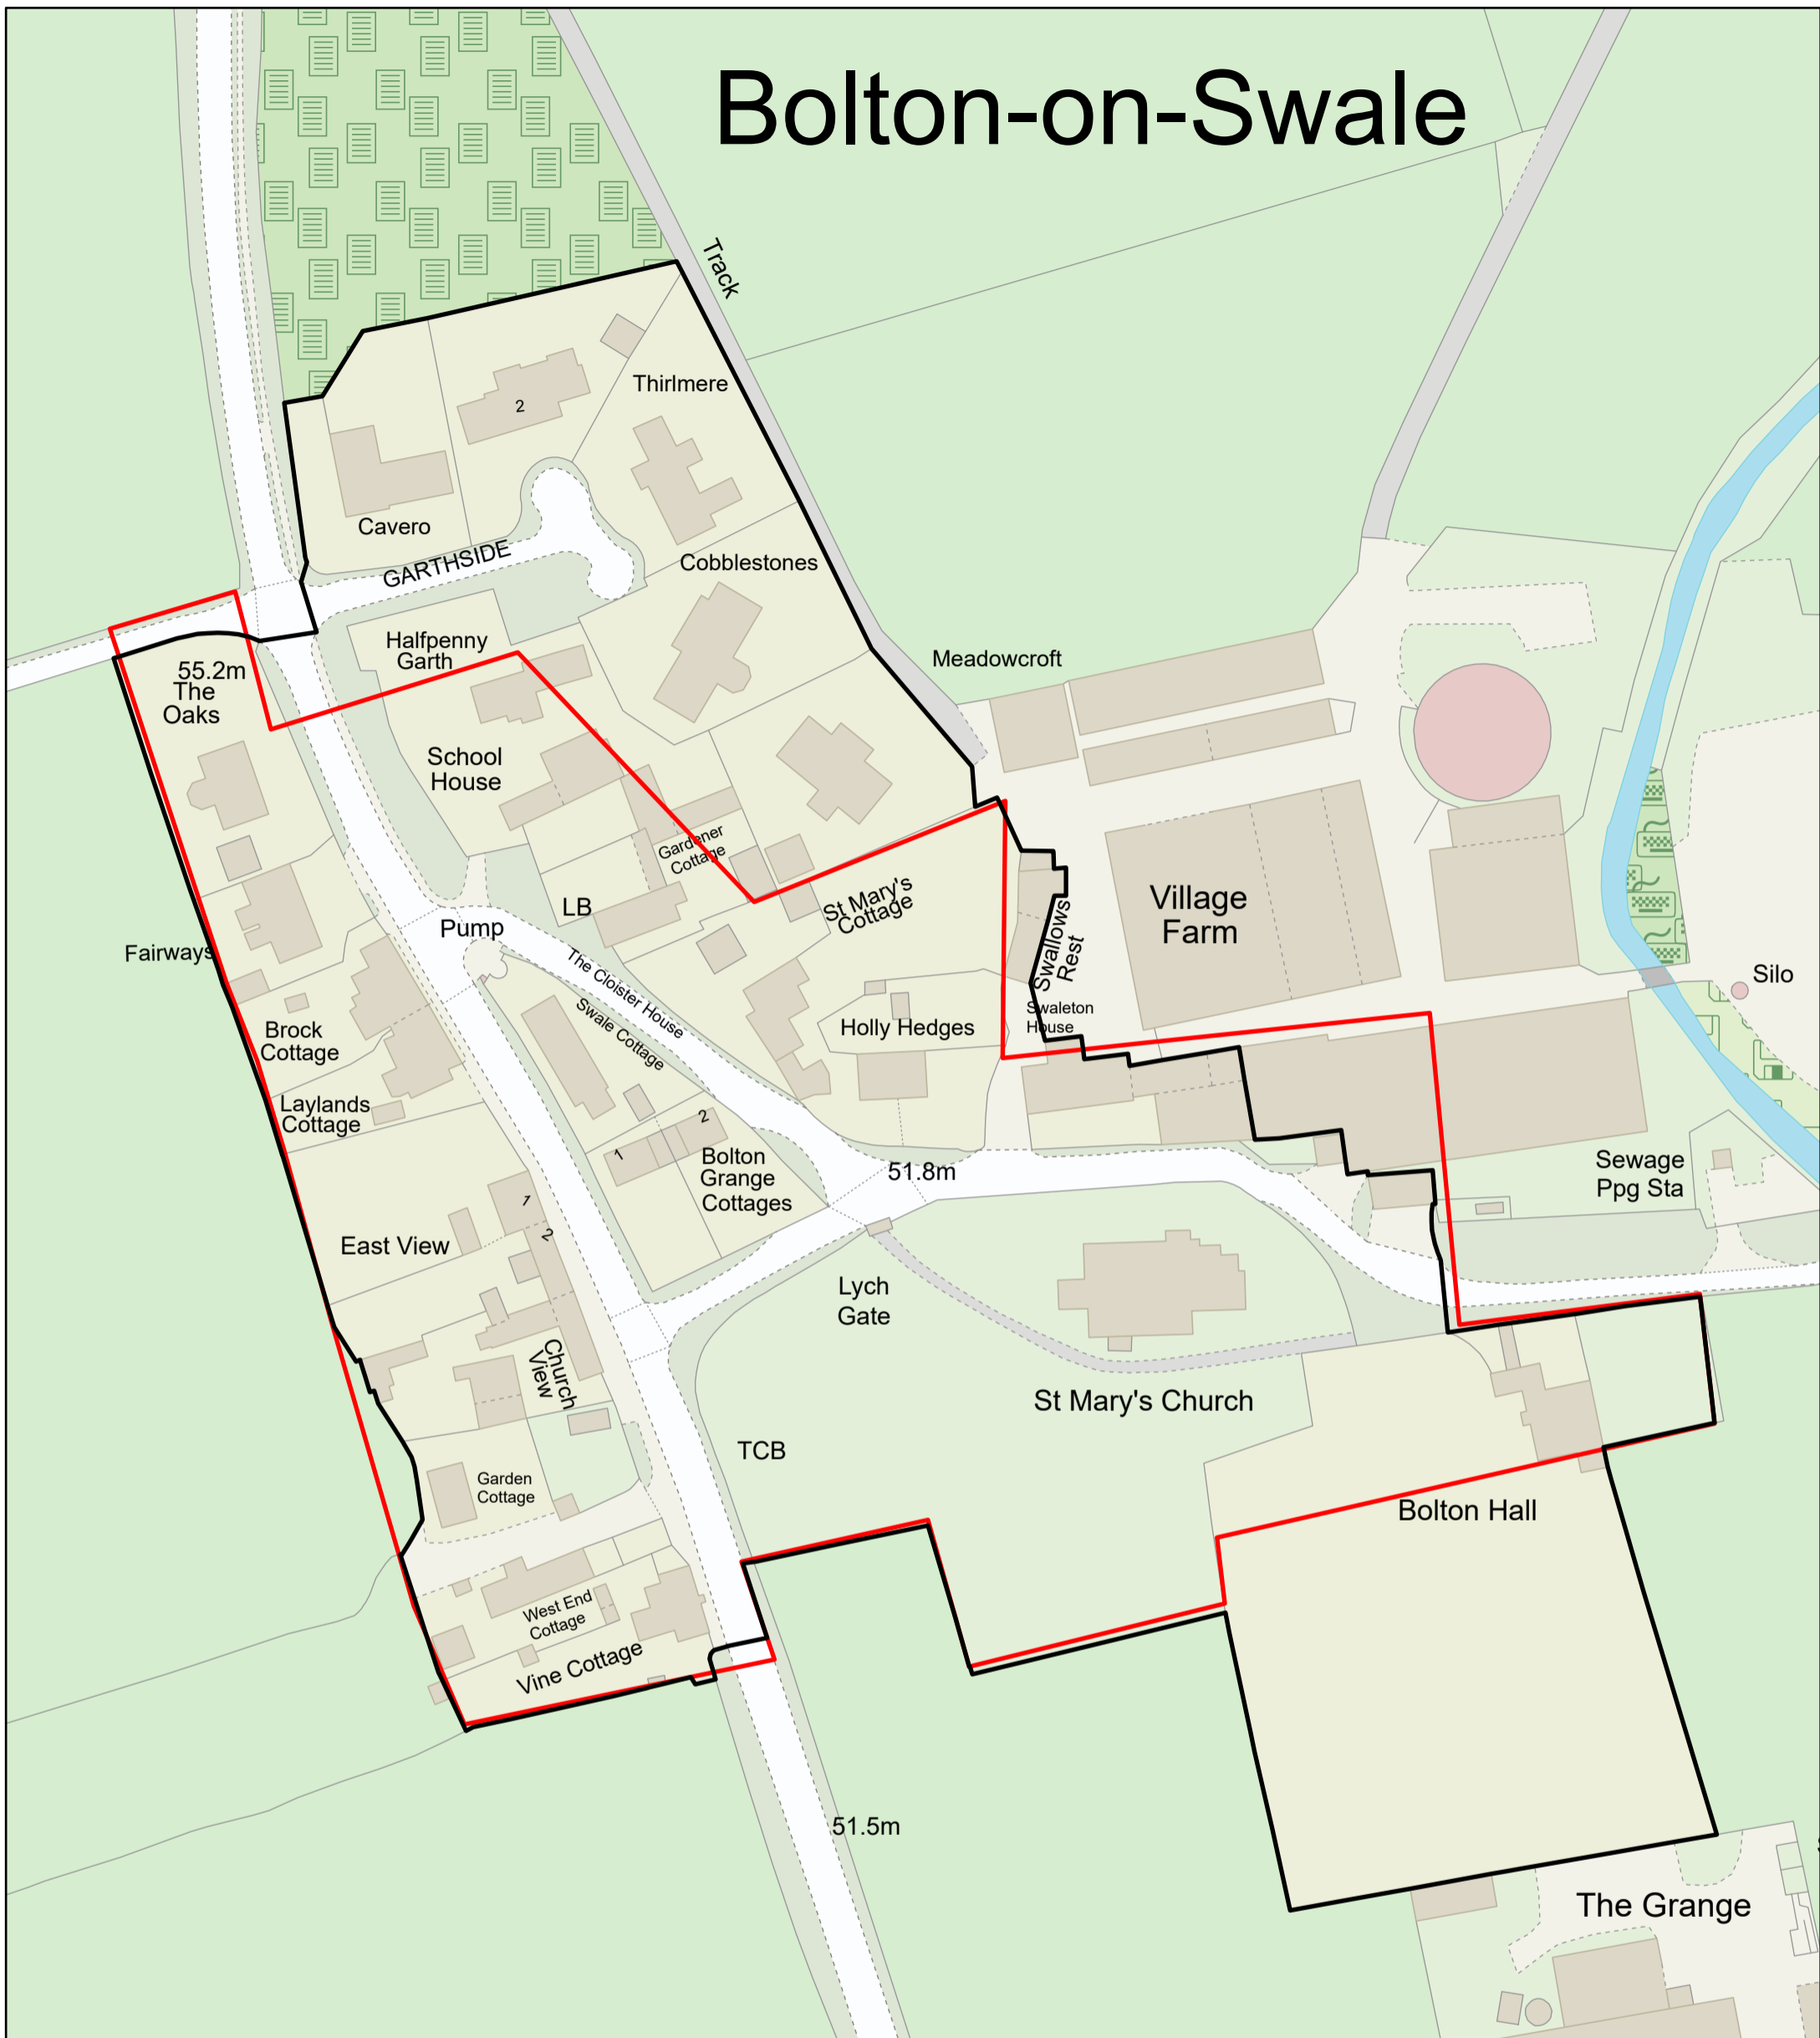 Bolton-on-Swale
Track
Thirlmere
2
Cavero
GARTHSIDE
Cobblestones
Halfpenny
Garth
Meadowcroft
55.2m
The
Oaks
School
House
Gardener
Cottage
St Mary's
Cottage
LB
Village
Farm
Pump
Fairways
Swallows
Rest
Silo
The Cloister House
Swale Cottage
Swaleton
House
Holly Hedges
Brock
Cottage
Laylands
Cottage
2
1
Bolton
Grange
Cottages
51.8m
Sewage
Ppg Sta
1
2
East View
Lych
Gate
Church
View
St Mary's Church
TCB
Garden
Cottage
Bolton Hall
West End
Cottage
Vine Cottage
51.5m
The Grange